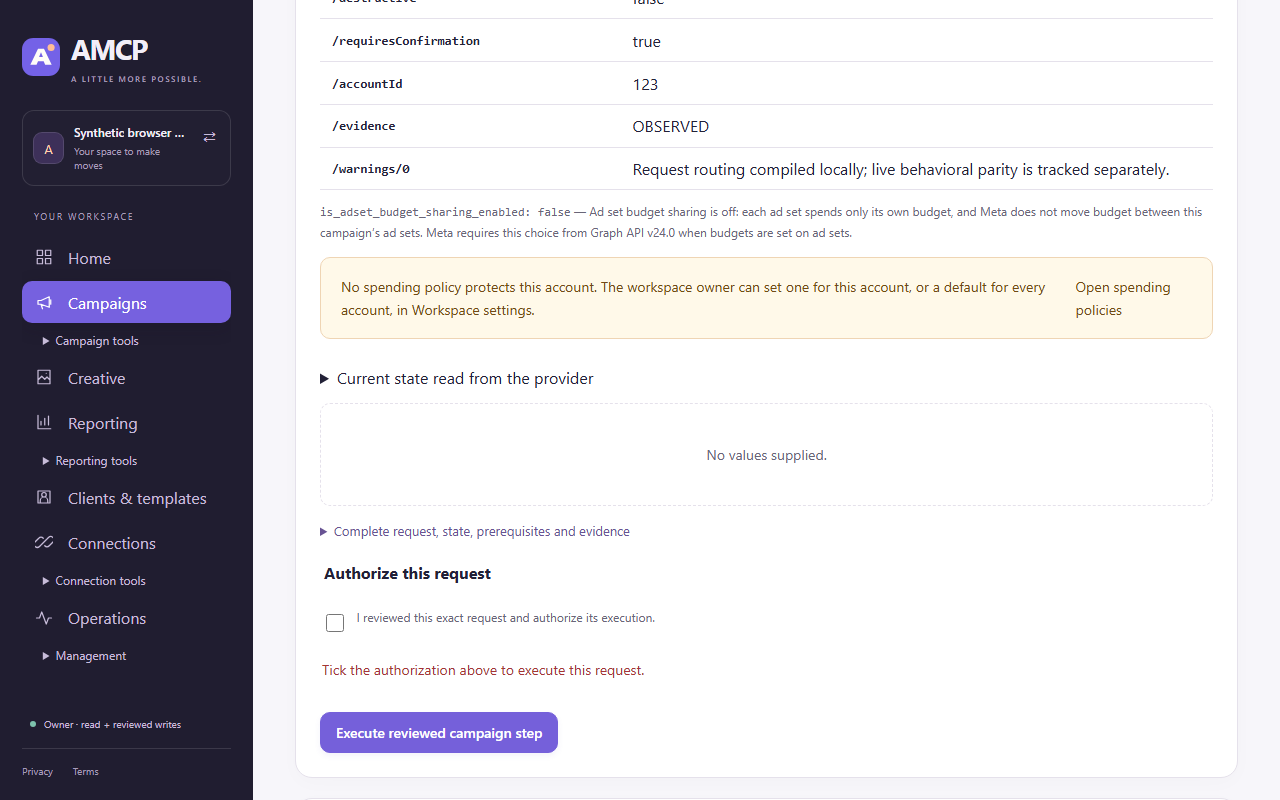 AMCP
A LITTLE MORE POSSIBLE.
A
Synthetic browser ...
Your space to make
moves
YOUR WORKSPACE
Home
Campaigns
Campaign tools
Creative
Reporting
Reporting tools
Clients & templates
Connections
Connection tools
Operations
Management
Owner · read + reviewed writes
Privacy Terms
/destructive false
/requiresConfirmation true
/accountId 123
/evidence OBSERVED
/warnings/0 Request routing compiled locally; live behavioral parity is tracked separately.
is_adset_budget_sharing_enabled: false — Ad set budget sharing is off: each ad set spends only its own budget, and Meta does not move budget between this
campaign's ad sets. Meta requires this choice from Graph API v24.0 when budgets are set on ad sets.
No spending policy protects this account. The workspace owner can set one for this account, or a default for every
account, in Workspace settings.
Open spending
policies
Current state read from the provider
No values supplied.
Complete request, state, prerequisites and evidence
Authorize this request
I reviewed this exact request and authorize its execution.
Tick the authorization above to execute this request.
Execute reviewed campaign step